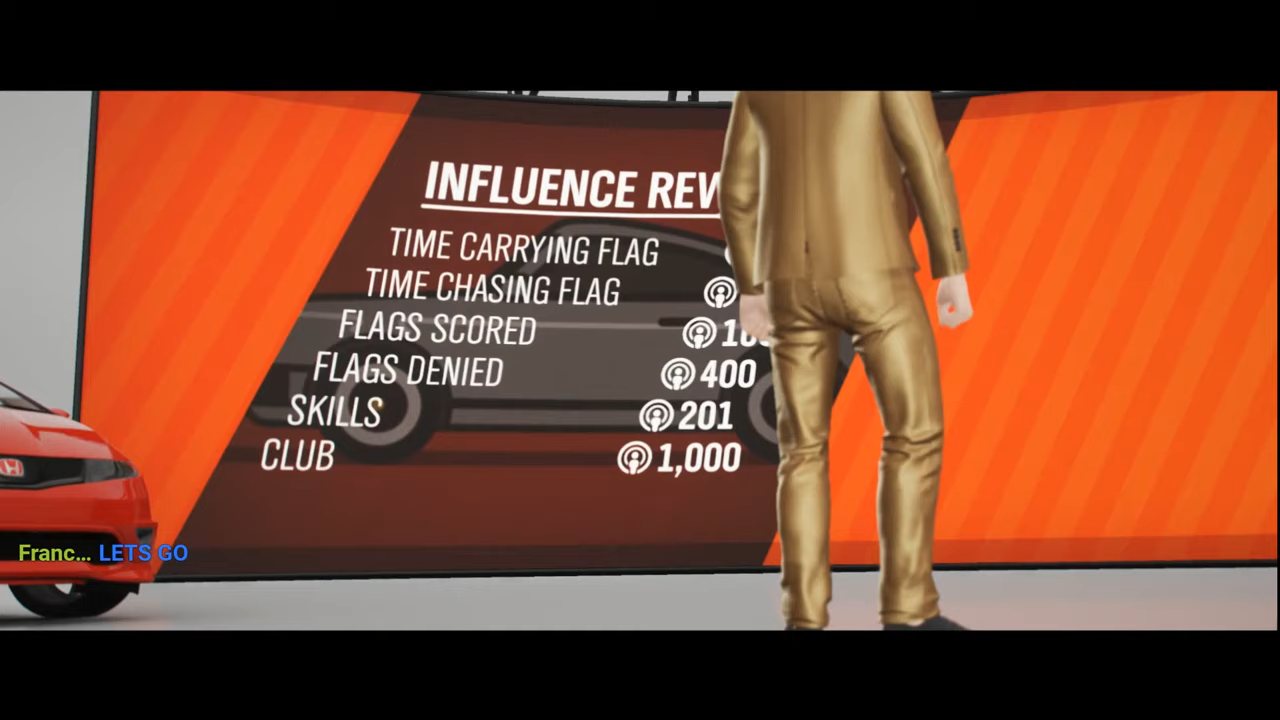 INFLUENCE
TIME CARRYING FLAG
TIME CHASING FLAG
FLAGS SCORED
FLAGS DENIED 400
SKILLS 201
CLUB 1,000
Franc... LETS GO